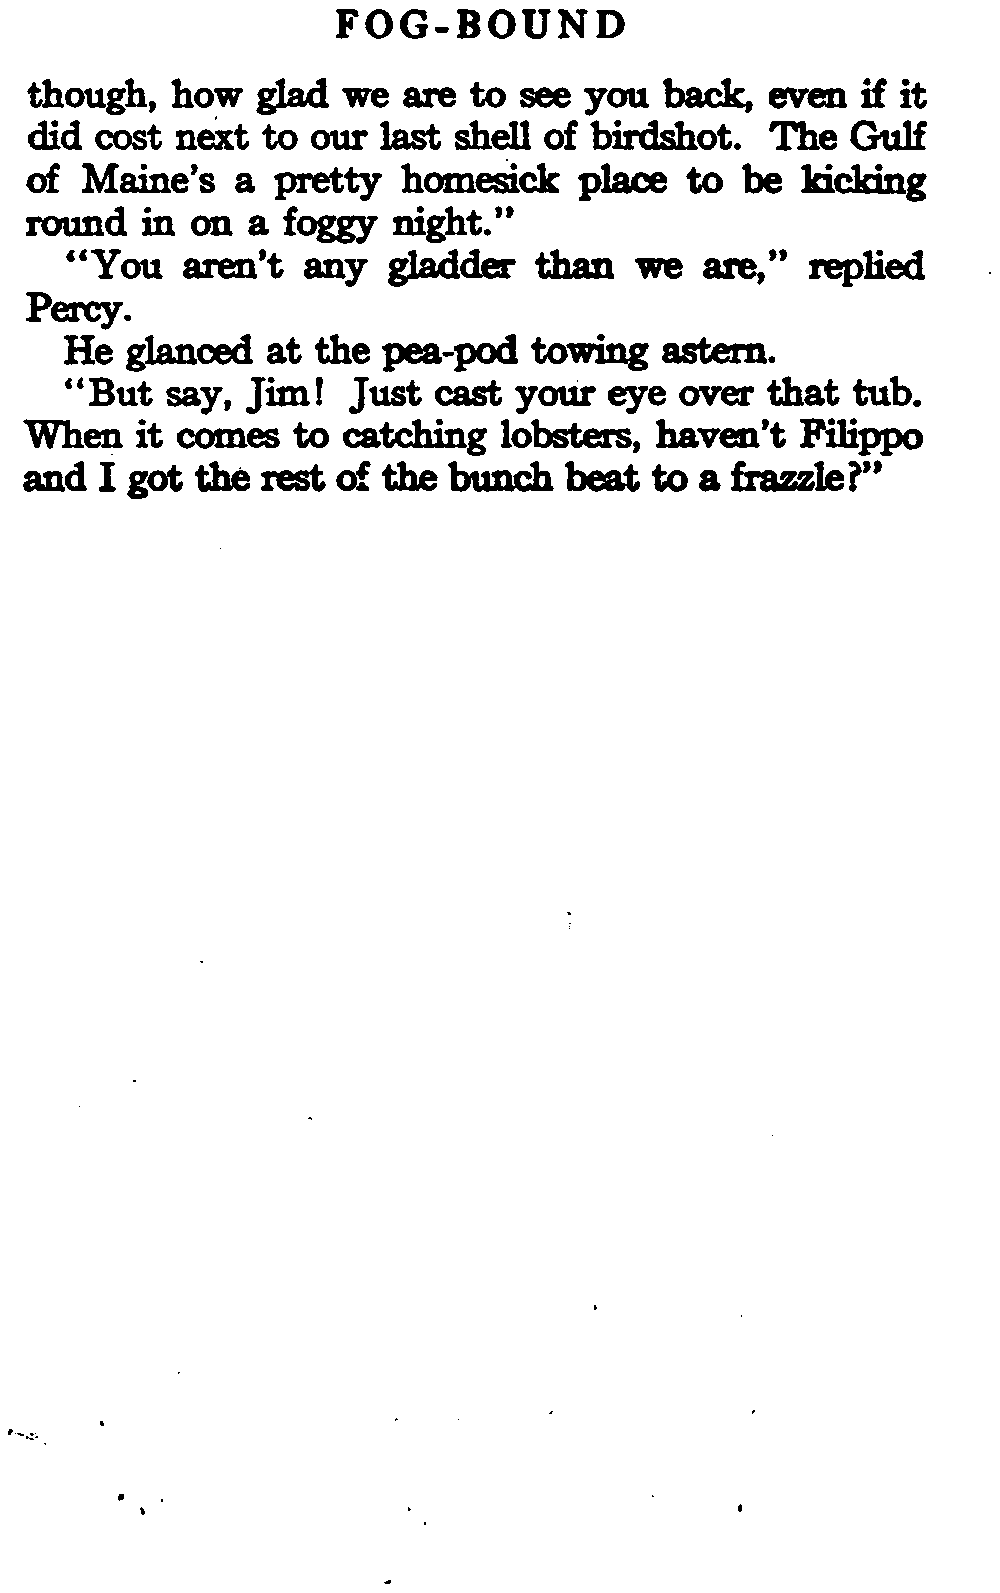 FOG-BOUND
though, how glad we are to see you back, even if it
did cost next to our last shell of birdshot. The Gulf
of Maine's a pretty homesick place to be kicking
round in on a foggy night."
"You aren't any gladder than we are," replied
Percy.
He glanced at the pea-pod towing astern.
"But say, Jim! Just cast your eye over that tub.
When it comes to catching lobsters, haven't Filippo
and I got the rest of the bunch beat to a frazzle?"